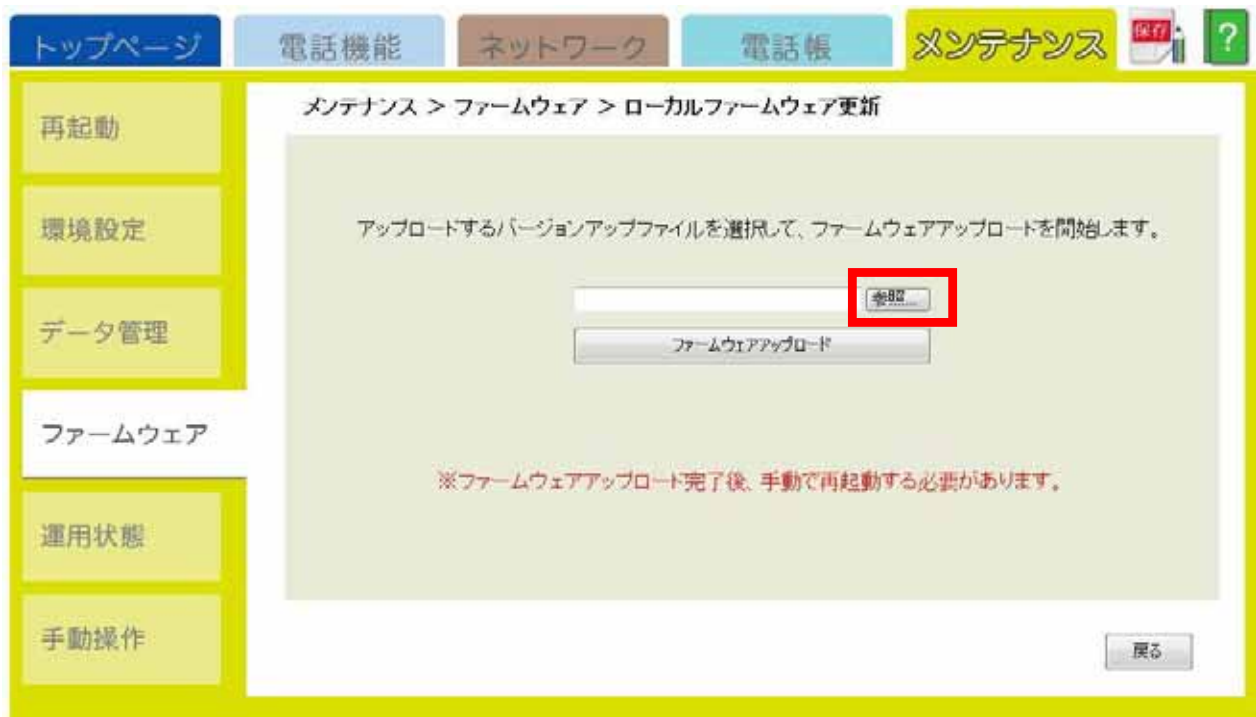 トップページ 電話機能 ネットワーク 電話帳 メンテナンス 保存 ?
再起動
環境設定
データ管理
ファームウェア
運用状態
手動操作
メンテナンス > ファームウェア > ローカルファームウェア更新
アップロードするバージョンアップファイルを選択して、ファームウェアアップロードを開始します。
参照...
ファームウェアアップロード
※ファームウェアアップロード完了後、手動で再起動する必要があります。
戻る